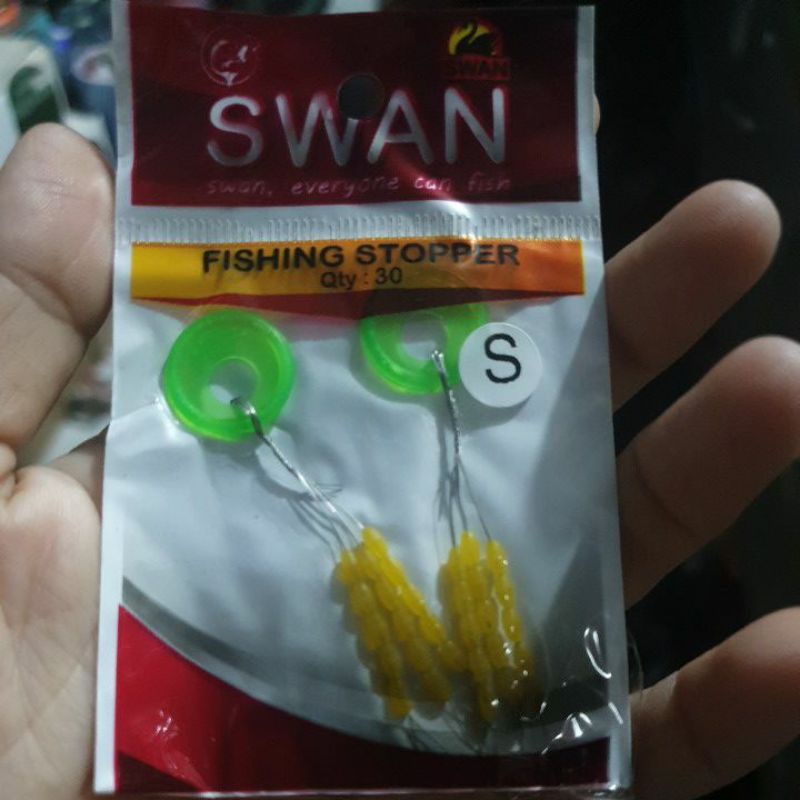 SWAN
SWAN
swan, everyone can fish
FISHING STOPPER
Qty : 30
S